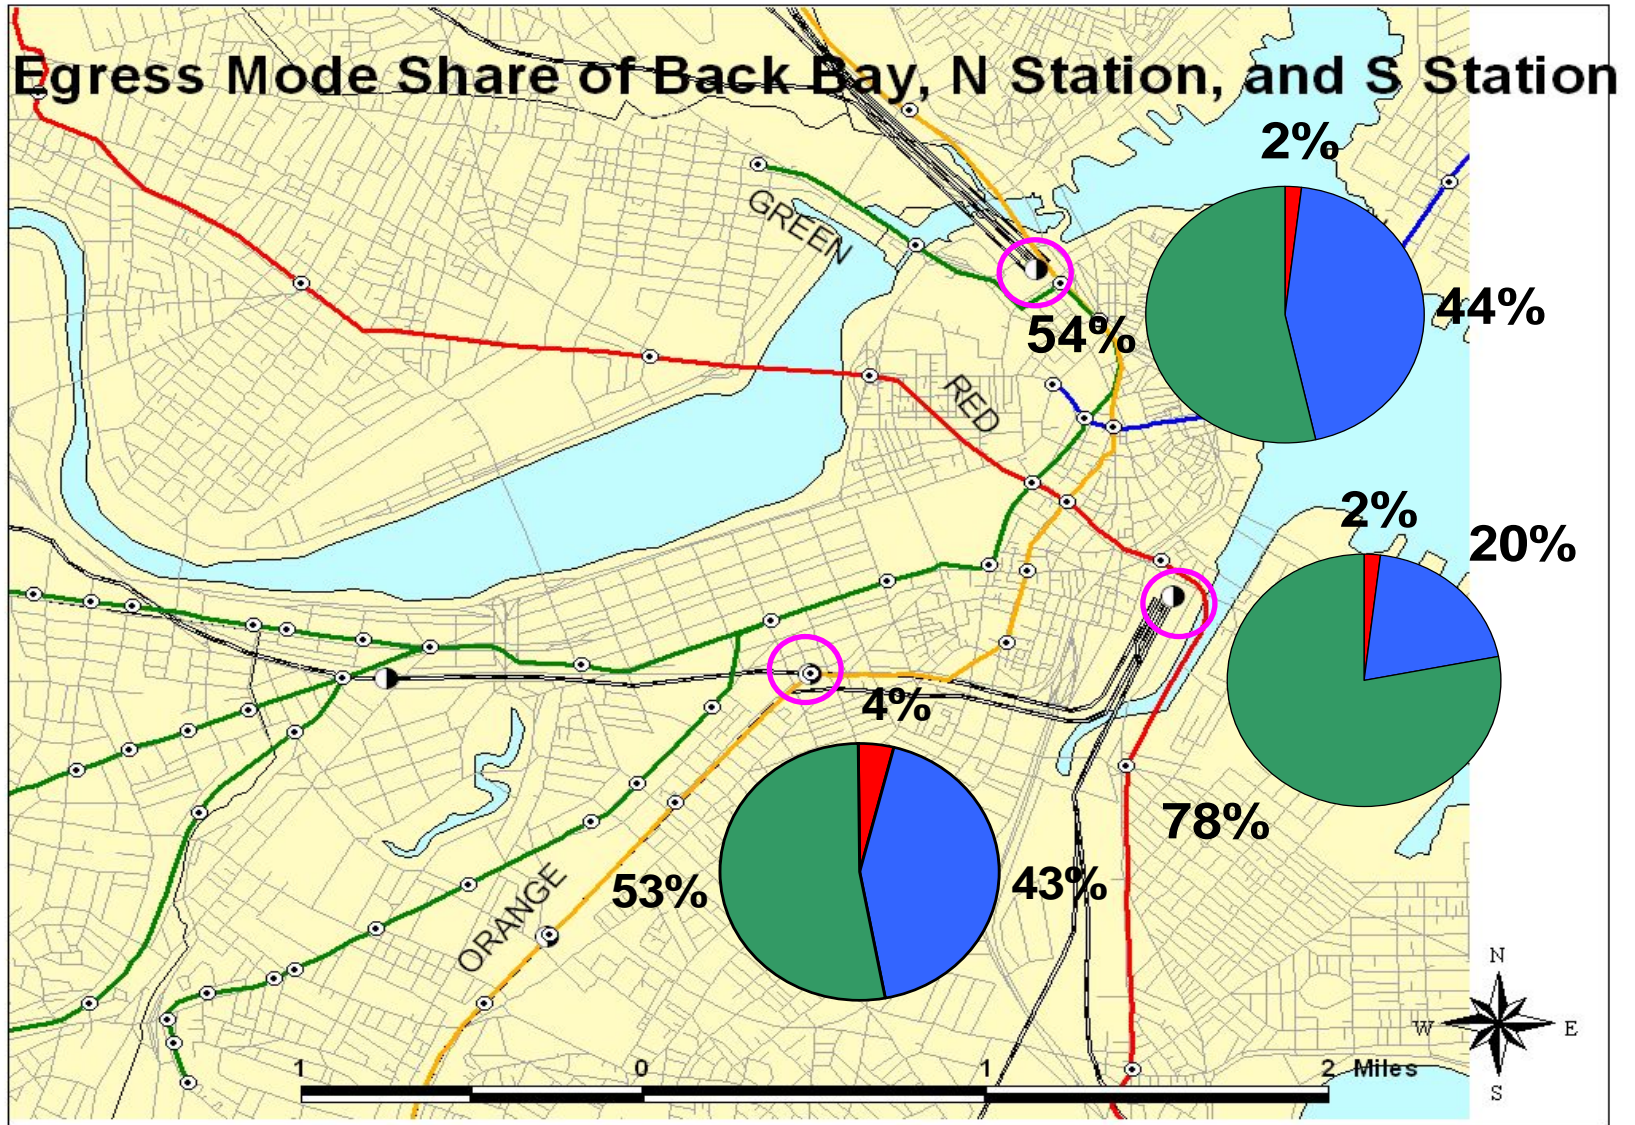 Egress Mode Share of Back Bay, N Station, and S Station
2%
GREEN
44%
54%
RED
2%
20%
4%
78%
53%
43%
ORANGE
N
W
E
S
1 0 1 2 Miles